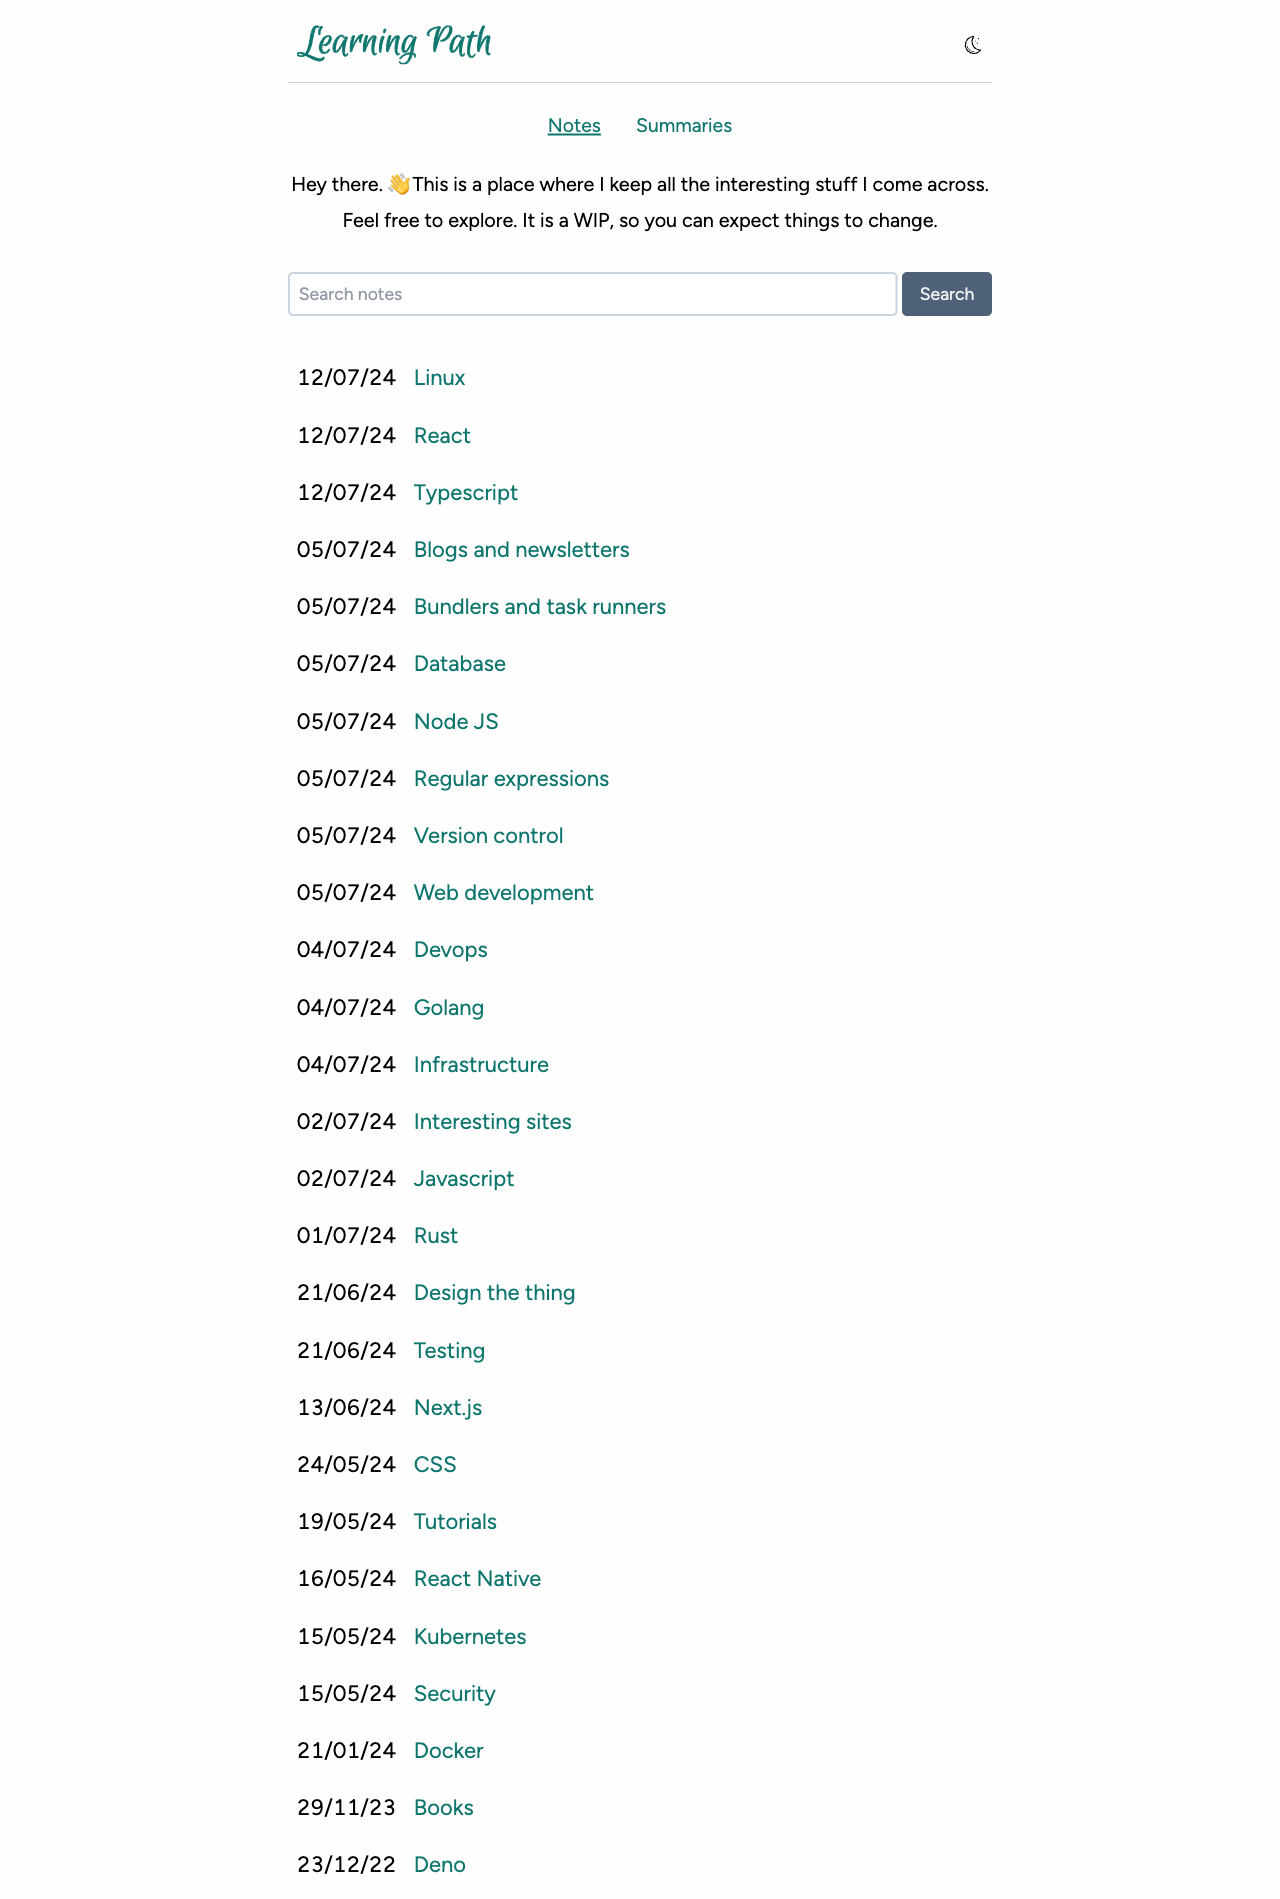 Learning Path
Notes Summaries
Hey there. 👋This is a place where I keep all the interesting stuff I come across.
Feel free to explore. It is a WIP, so you can expect things to change.
Search notes Search
12/07/24 Linux
12/07/24 React
12/07/24 Typescript
05/07/24 Blogs and newsletters
05/07/24 Bundlers and task runners
05/07/24 Database
05/07/24 Node JS
05/07/24 Regular expressions
05/07/24 Version control
05/07/24 Web development
04/07/24 Devops
04/07/24 Golang
04/07/24 Infrastructure
02/07/24 Interesting sites
02/07/24 Javascript
01/07/24 Rust
21/06/24 Design the thing
21/06/24 Testing
13/06/24 Next.js
24/05/24 CSS
19/05/24 Tutorials
16/05/24 React Native
15/05/24 Kubernetes
15/05/24 Security
21/01/24 Docker
29/11/23 Books
23/12/22 Deno